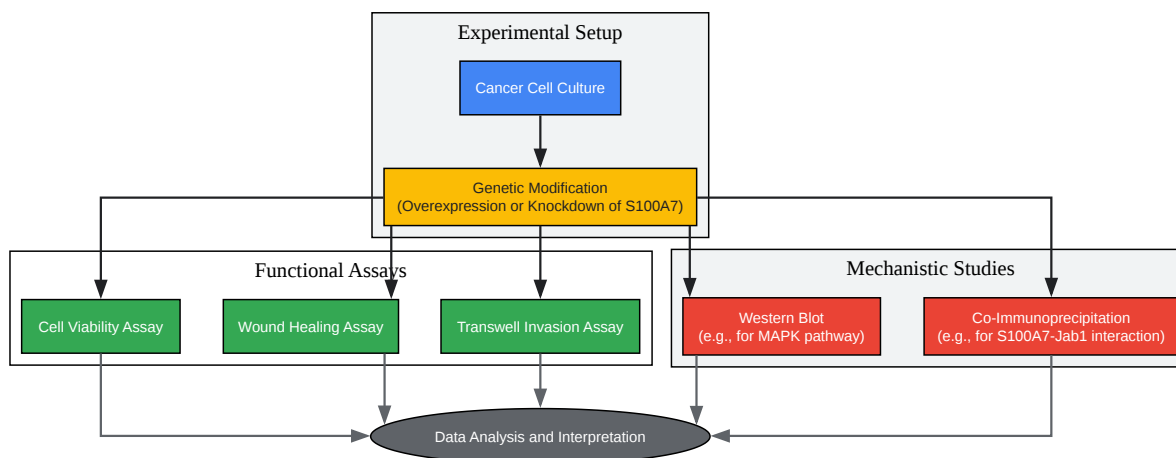 Experimental Setup
Cancer Cell Culture
Genetic Modification
(Overexpression or Knockdown of S100A7)
Functional Assays
Cell Viability Assay
Wound Healing Assay
Transwell Invasion Assay
Mechanistic Studies
Western Blot
(e.g., for MAPK pathway)
Co-Immunoprecipitation
(e.g., for S100A7-Jab1 interaction)
Data Analysis and Interpretation